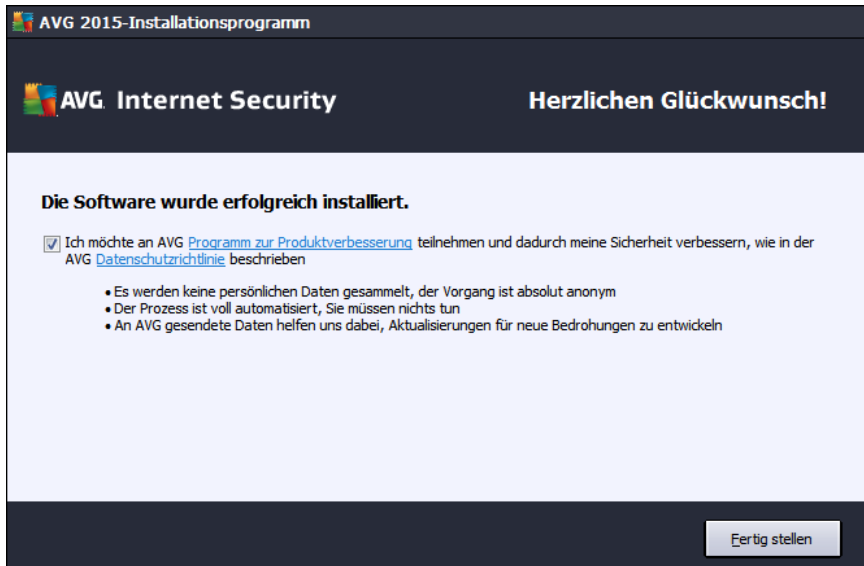 AVG 2015-Installationsprogramm
AVG. Internet Security
Herzlichen Glückwunsch!
Die Software wurde erfolgreich installiert.
Ich möchte an AVG Programm zur Produktverbesserung teilnehmen und dadurch meine Sicherheit verbessern, wie in der
AVG Datenschutzrichtlinie beschrieben
• Es werden keine persönlichen Daten gesammelt, der Vorgang ist absolut anonym
• Der Prozess ist voll automatisiert, Sie müssen nichts tun
• An AVG gesendete Daten helfen uns dabei, Aktualisierungen für neue Bedrohungen zu entwickeln
Fertig stellen